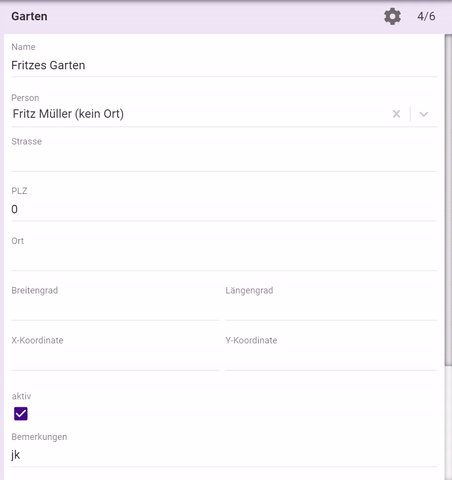 Garten 4/6
Name
Fritzes Garten
Person
Fritz Müller (kein Ort)
Strasse
PLZ
0
Ort
Breitengrad Längengrad
X-Koordinate Y-Koordinate
aktiv
Bemerkungen
jk